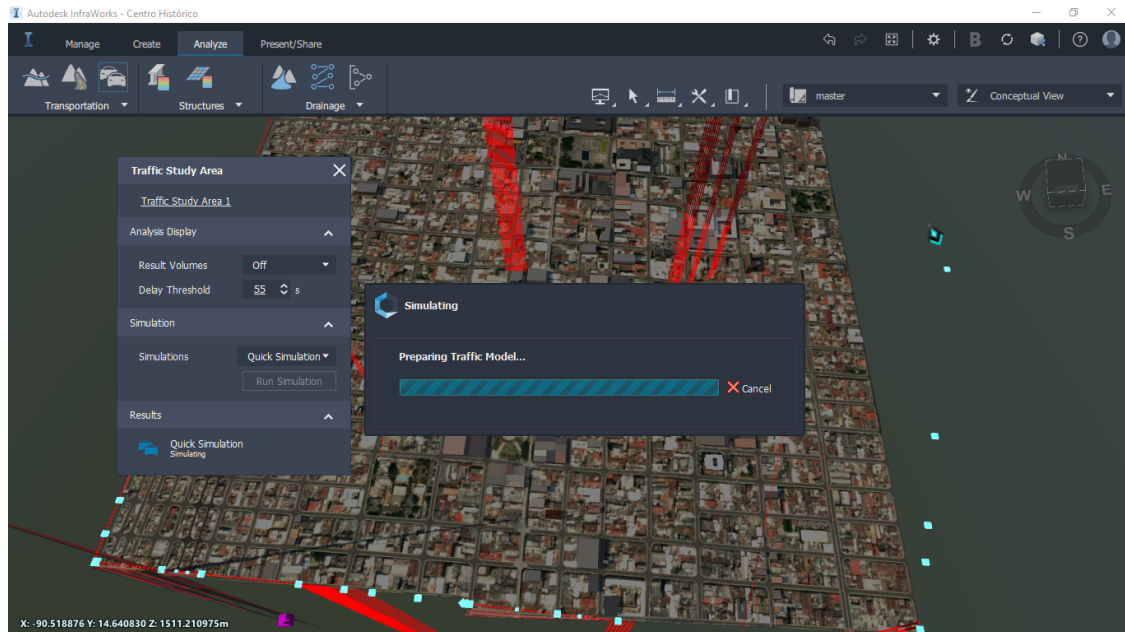 Autodesk InfraWorks - Centro Histórico
Manage Create Analyze Present/Share
Transportation Structures Drainage
master Conceptual View
Traffic Study Area
Traffic Study Area 1
Analysis Display
Result Volumes Off
Delay Threshold 55 s
Simulation
Simulations Quick Simulation
Run Simulation
Results
Quick Simulation
Simulating
Simulating
Preparing Traffic Model...
Cancel
N
W E
S
X: -90.518876 Y: 14.640830 Z: 1511.210975m